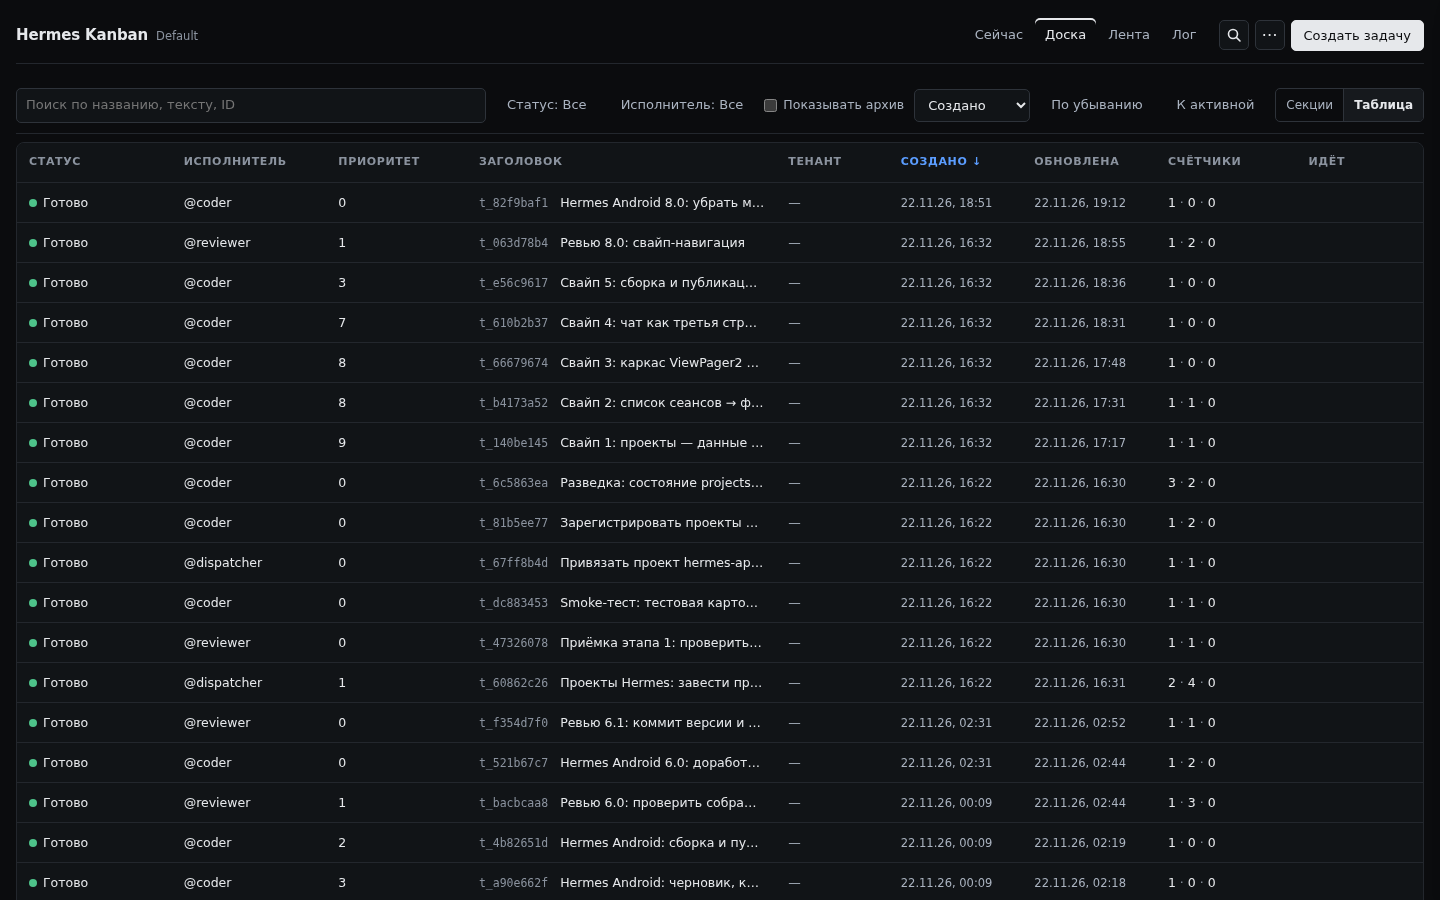 Hermes Kanban Default Сейчас Доска Лента Лог ··· Создать задачу
Поиск по названию, тексту, ID Статус: Все Исполнитель: Все Показывать архив Создано По убыванию К активной Секции Таблица
СТАТУС ИСПОЛНИТЕЛЬ ПРИОРИТЕТ ЗАГОЛОВОК ТЕНАНТ СОЗДАНО ↓ ОБНОВЛЕНА СЧЁТЧИКИ ИДЁТ
Готово @coder 0 t_82f9baf1 Hermes Android 8.0: убрать м… — 22.11.26, 18:51 22.11.26, 19:12 1 · 0 · 0
Готово @reviewer 1 t_063d78b4 Ревью 8.0: свайп-навигация — 22.11.26, 16:32 22.11.26, 18:55 1 · 2 · 0
Готово @coder 3 t_e56c9617 Свайп 5: сборка и публикац… — 22.11.26, 16:32 22.11.26, 18:36 1 · 0 · 0
Готово @coder 7 t_610b2b37 Свайп 4: чат как третья стр… — 22.11.26, 16:32 22.11.26, 18:31 1 · 0 · 0
Готово @coder 8 t_66679674 Свайп 3: каркас ViewPager2 … — 22.11.26, 16:32 22.11.26, 17:48 1 · 0 · 0
Готово @coder 8 t_b4173a52 Свайп 2: список сеансов → ф… — 22.11.26, 16:32 22.11.26, 17:31 1 · 1 · 0
Готово @coder 9 t_140be145 Свайп 1: проекты — данные … — 22.11.26, 16:32 22.11.26, 17:17 1 · 1 · 0
Готово @coder 0 t_6c5863ea Разведка: состояние projects… — 22.11.26, 16:22 22.11.26, 16:30 3 · 2 · 0
Готово @coder 0 t_81b5ee77 Зарегистрировать проекты … — 22.11.26, 16:22 22.11.26, 16:30 1 · 2 · 0
Готово @dispatcher 0 t_67ff8b4d Привязать проект hermes-ap… — 22.11.26, 16:22 22.11.26, 16:30 1 · 1 · 0
Готово @coder 0 t_dc883453 Smoke-тест: тестовая карто… — 22.11.26, 16:22 22.11.26, 16:30 1 · 1 · 0
Готово @reviewer 0 t_47326078 Приёмка этапа 1: проверить… — 22.11.26, 16:22 22.11.26, 16:30 1 · 1 · 0
Готово @dispatcher 1 t_60862c26 Проекты Hermes: завести пр… — 22.11.26, 16:22 22.11.26, 16:31 2 · 4 · 0
Готово @reviewer 0 t_f354d7f0 Ревью 6.1: коммит версии и … — 22.11.26, 02:31 22.11.26, 02:52 1 · 1 · 0
Готово @coder 0 t_521b67c7 Hermes Android 6.0: доработ… — 22.11.26, 02:31 22.11.26, 02:44 1 · 2 · 0
Готово @reviewer 1 t_bacbcaa8 Ревью 6.0: проверить собра… — 22.11.26, 00:09 22.11.26, 02:44 1 · 3 · 0
Готово @coder 2 t_4b82651d Hermes Android: сборка и пу… — 22.11.26, 00:09 22.11.26, 02:19 1 · 0 · 0
Готово @coder 3 t_a90e662f Hermes Android: черновик, к… — 22.11.26, 00:09 22.11.26, 02:18 1 · 0 · 0